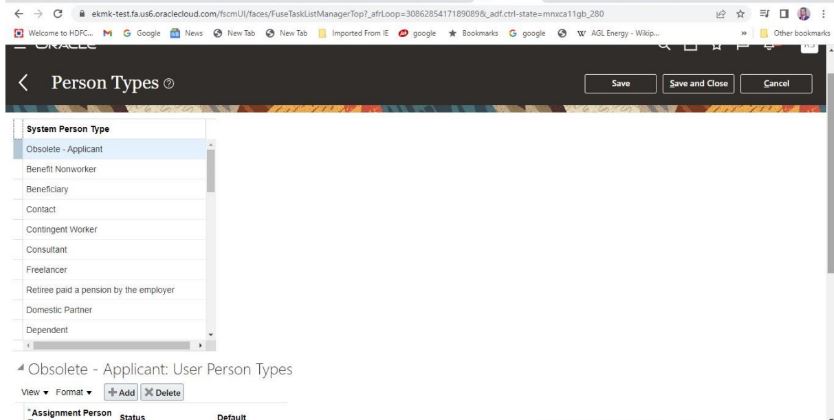 ekmk-test.fa.us6.oraclecloud.com/fscmUI/faces/FuseTaskListManagerTop?_afrLoop=30862854171890898&_adf.ctrl-state=mnxca11gb_280
Welcome to HDFC... Google News New Tab New Tab Imported From IE google Bookmarks google AGL Energy - Wikip... » Other bookmarks
ORACLE
Person Types
Save Save and Close Cancel
System Person Type
Obsolete - Applicant
Benefit Nonworker
Beneficiary
Contact
Contingent Worker
Consultant
Freelancer
Retiree paid a pension by the employer
Domestic Partner
Dependent
Obsolete - Applicant: User Person Types
View Format Add Delete
*Assignment Person Status Default